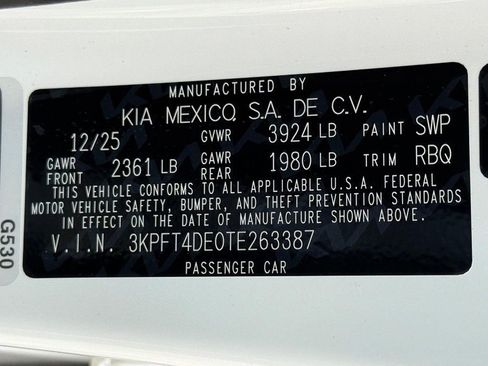 MANUFACTURED BY
KIA MEXICO, S.A. DE C.V.
12/25 GVWR 3924 LB PAINT SWP
GAWR FRONT 2361 LB GAWR REAR 1980 LB TRIM RBQ
THIS VEHICLE CONFORMS TO ALL APPLICABLE U.S.A. FEDERAL
MOTOR VEHICLE SAFETY, BUMPER, AND THEFT PREVENTION STANDARDS
IN EFFECT ON THE DATE OF MANUFACTURE SHOWN ABOVE.
V.I.N. 3KPFT4DE0TE263387
PASSENGER CAR
G530